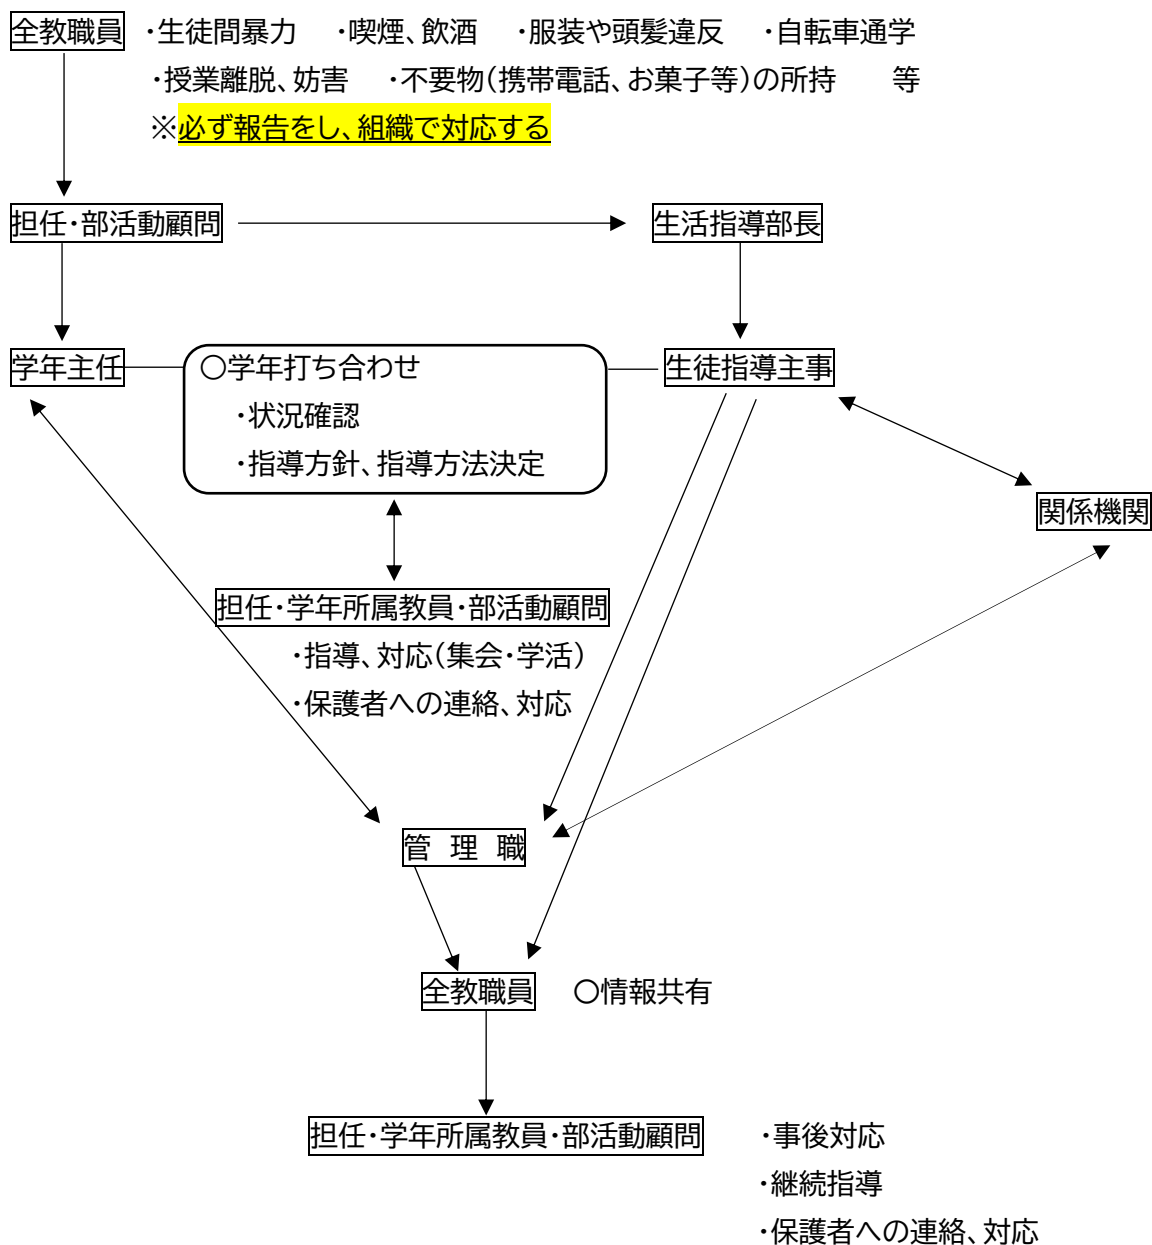 全教職員 ・生徒間暴力 ・喫煙、飲酒 ・服装や頭髪違反 ・自転車通学
・授業離脱、妨害 ・不要物（携帯電話、お菓子等）の所持 等
※必ず報告をし、組織で対応する
担任・部活動顧問 生活指導部長
学年主任 〇学年打ち合わせ 生徒指導主事
・状況確認
・指導方針、指導方法決定
関係機関
担任・学年所属教員・部活動顧問
・指導、対応（集会・学活）
・保護者への連絡、対応
管 理 職
全教職員 〇情報共有
担任・学年所属教員・部活動顧問 ・事後対応
・継続指導
・保護者への連絡、対応